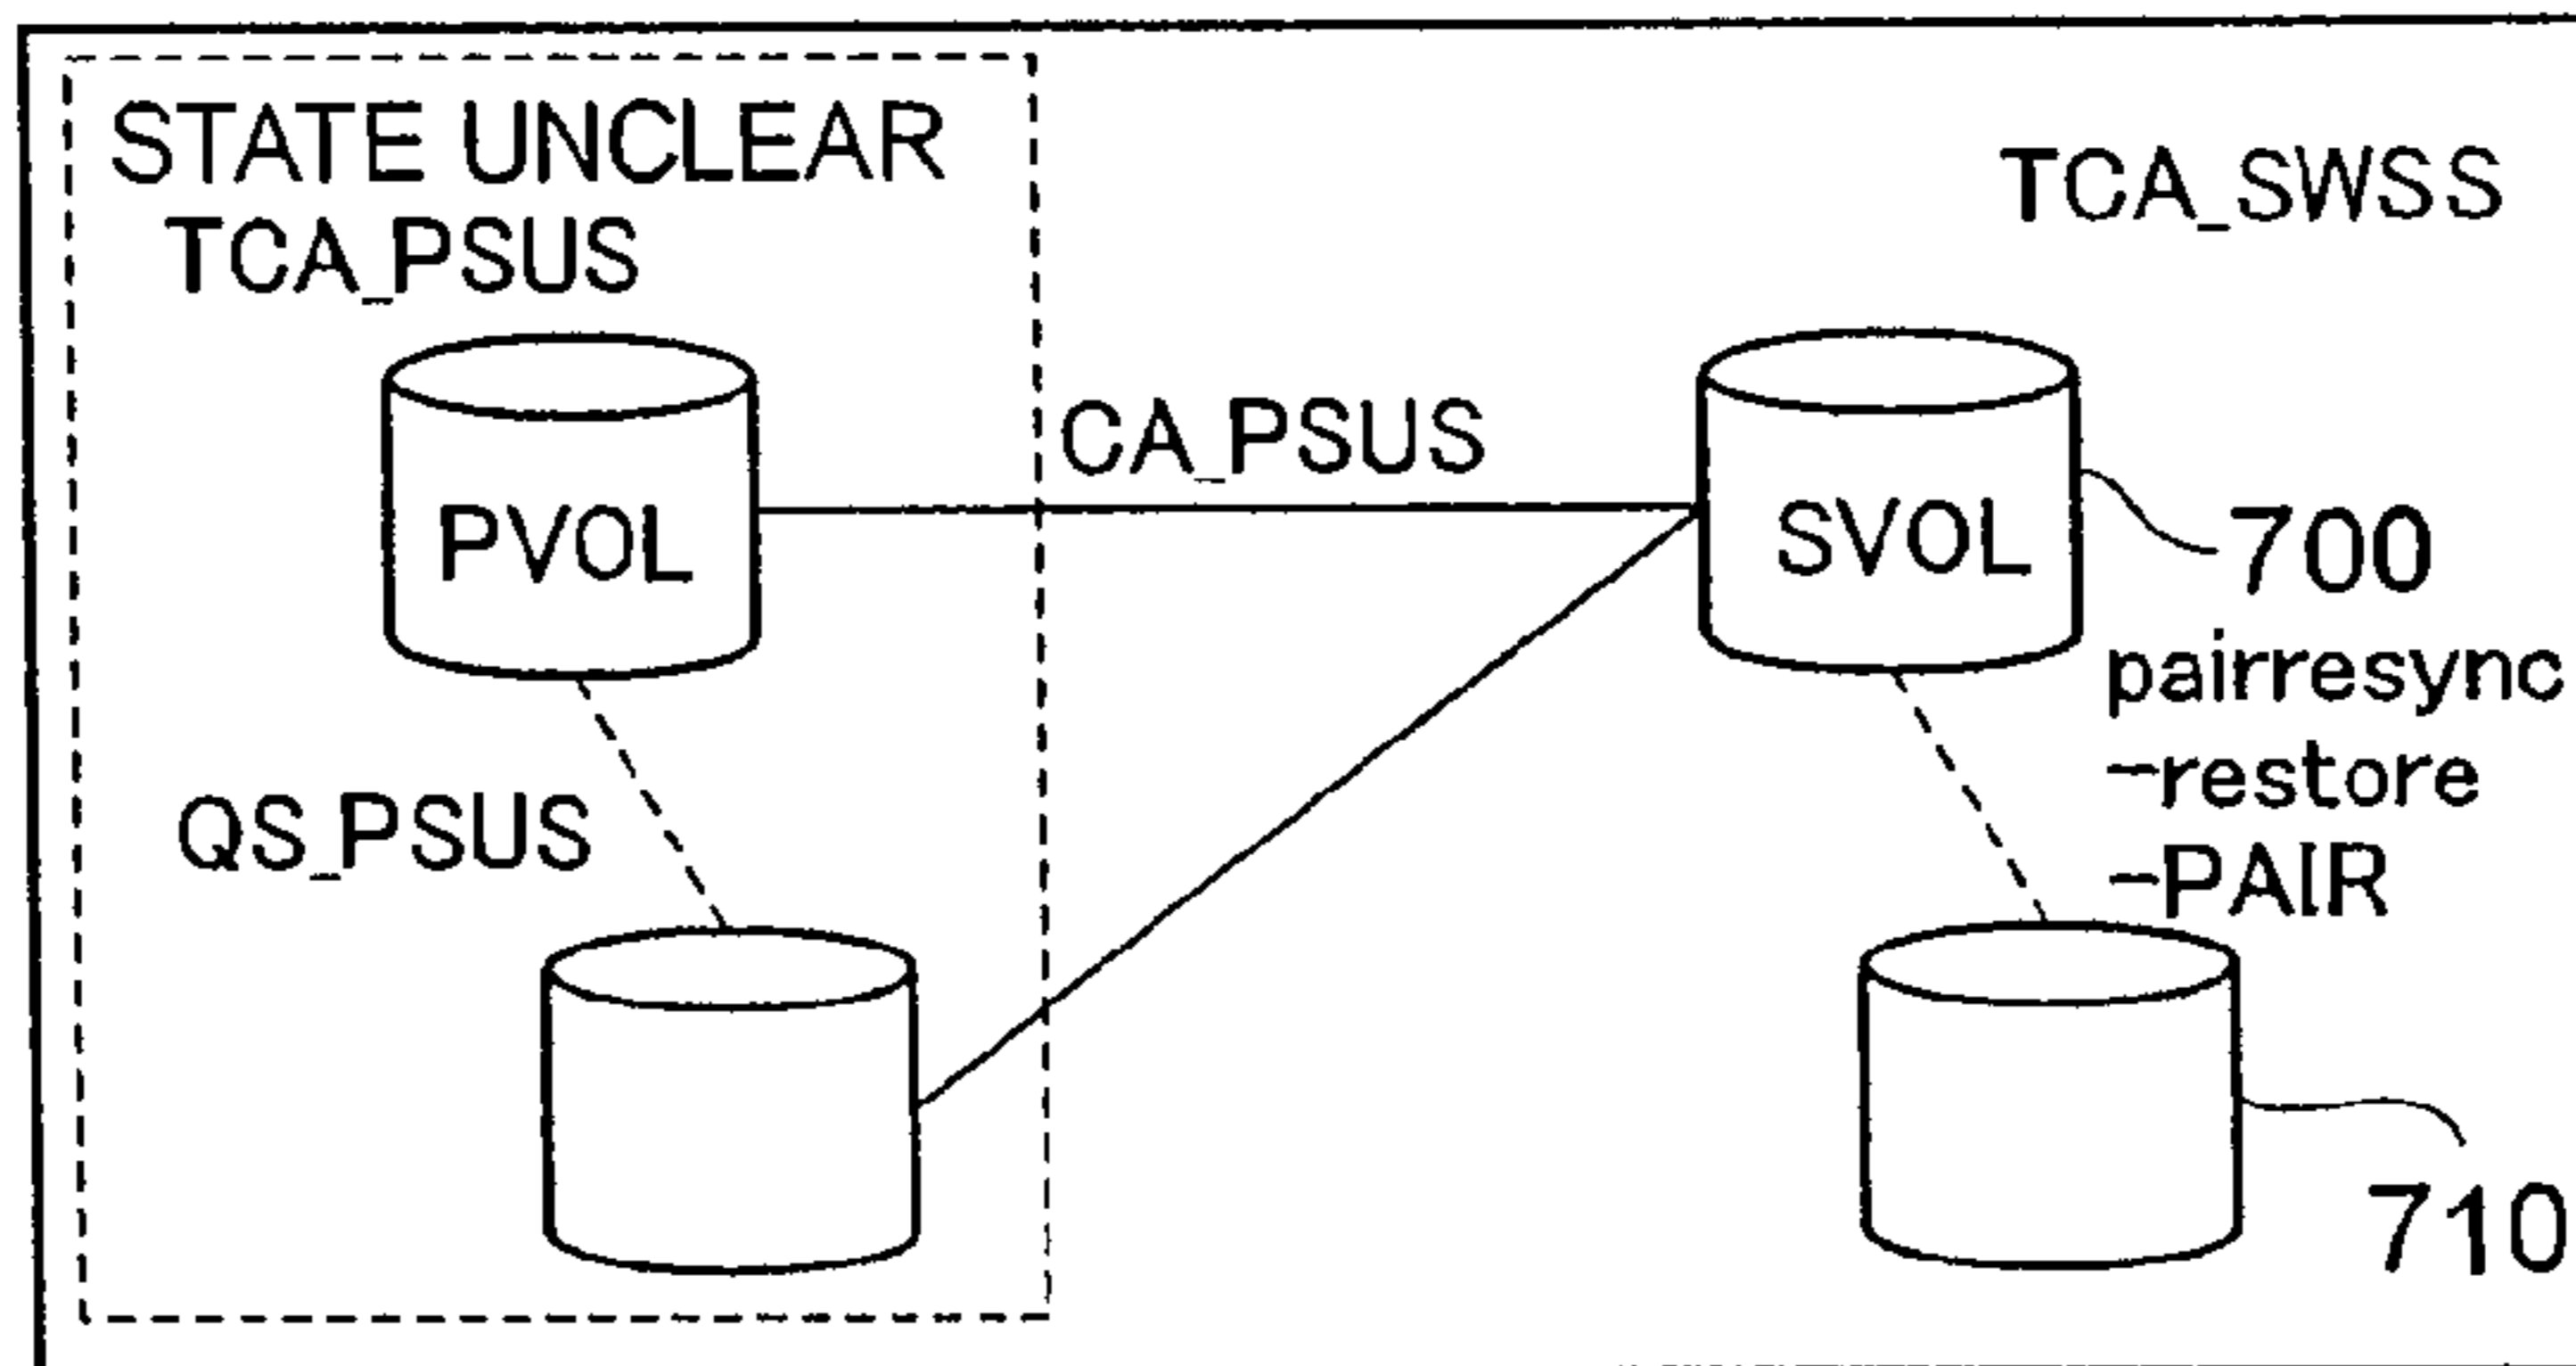 STATE UNCLEAR
TCA_PSUS
TCA_SWSS
CA_PSUS
PVOL
SVOL
700
pairresync
-restore
-PAIR
QS_PSUS
710